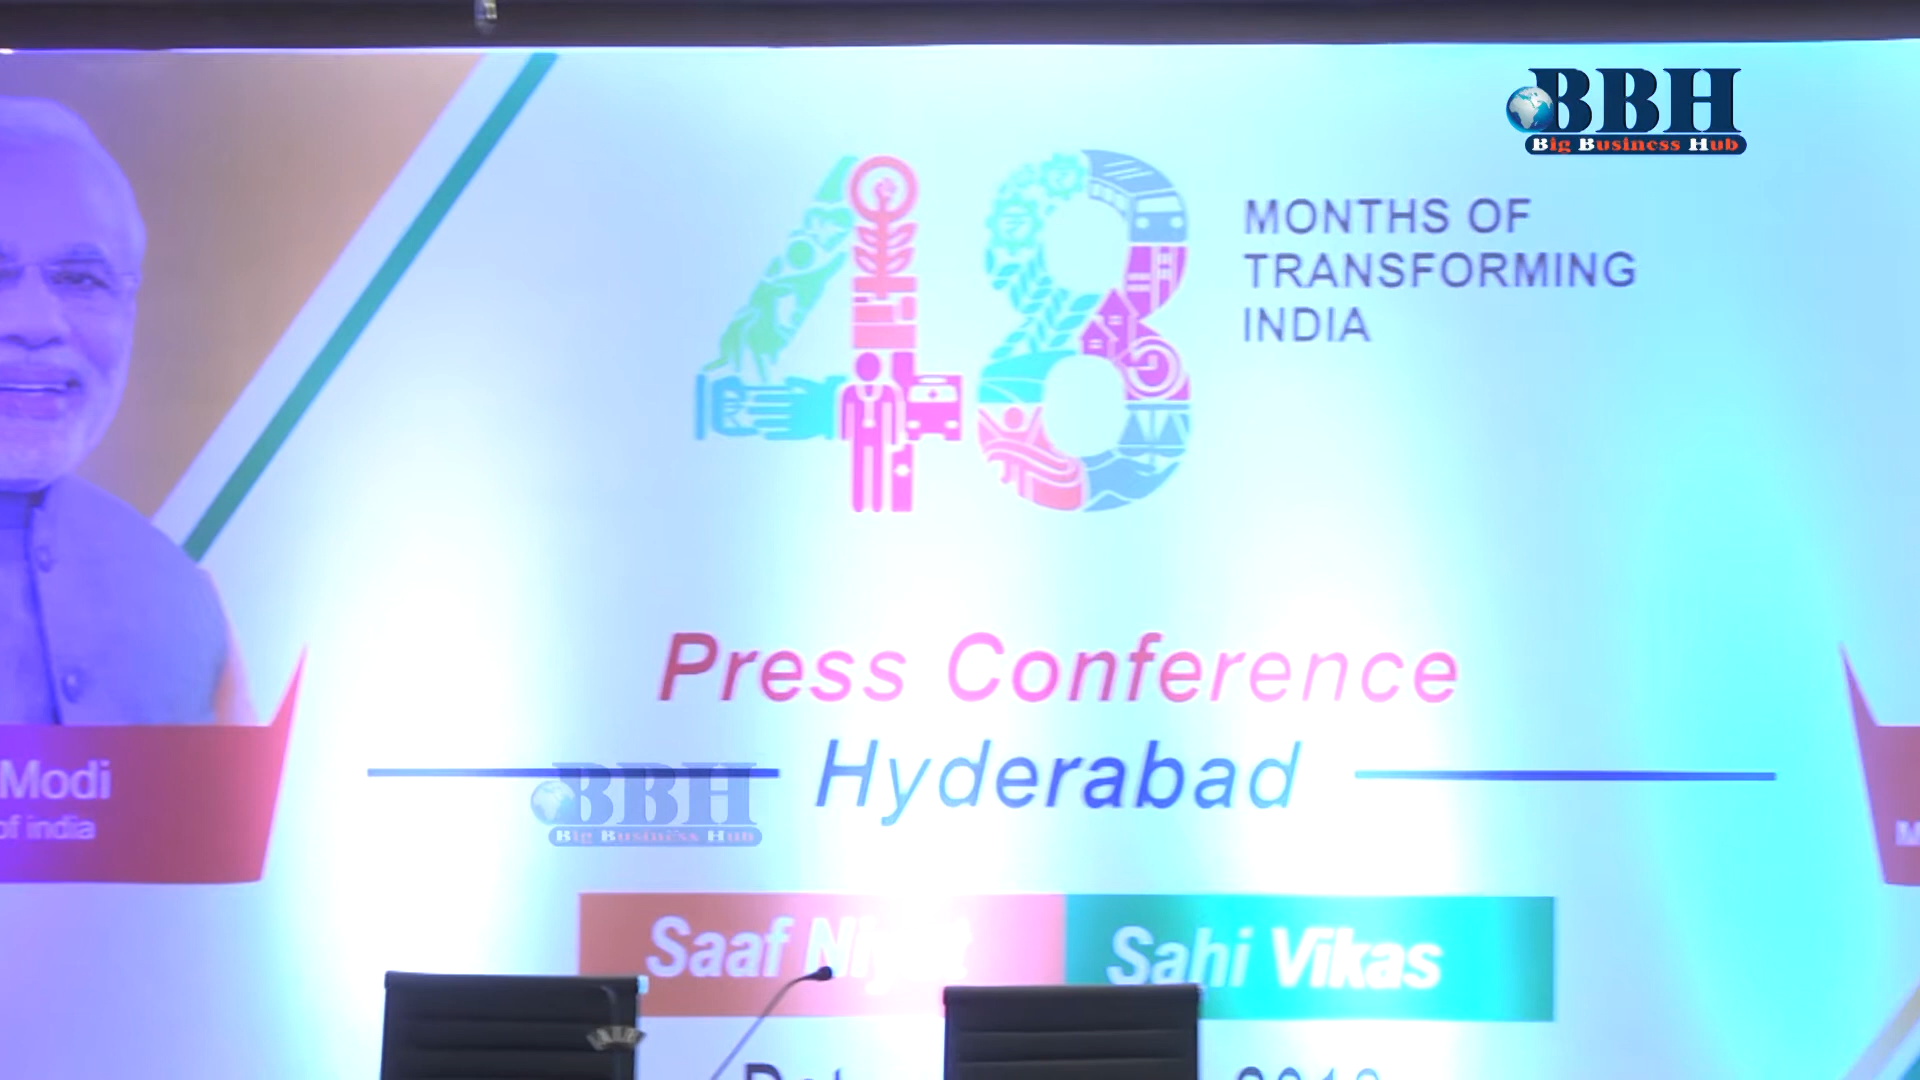 BBH
Big Business Hub
48
MONTHS OF
TRANSFORMING
INDIA
Press Conference
Hyderabad
Modi
of india
BBH
Big Business Hub
Saaf
Sahi Vikas